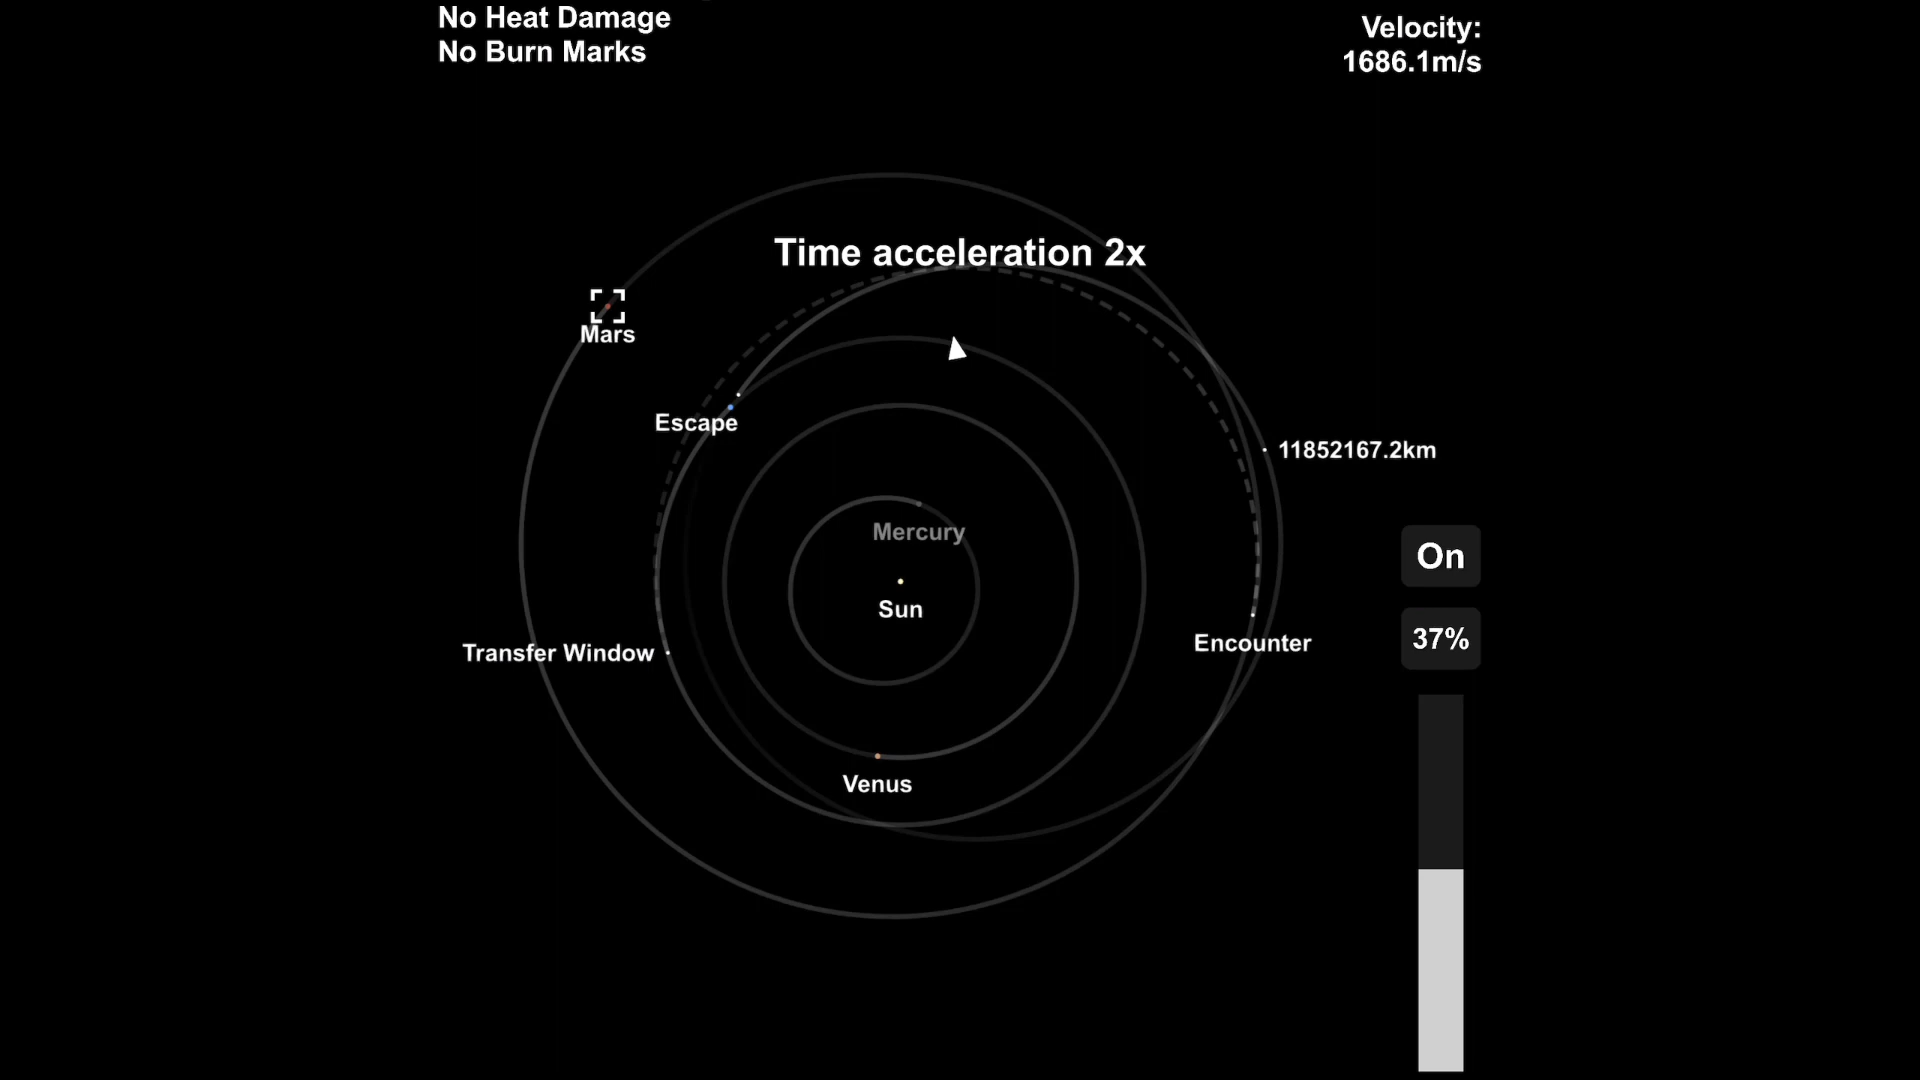 No Heat Damage
No Burn Marks
Velocity:
1686.1m/s
Time acceleration 2x
Mars
Escape
11852167.2km
Mercury
On
Sun
37%
Encounter
Transfer Window
Venus